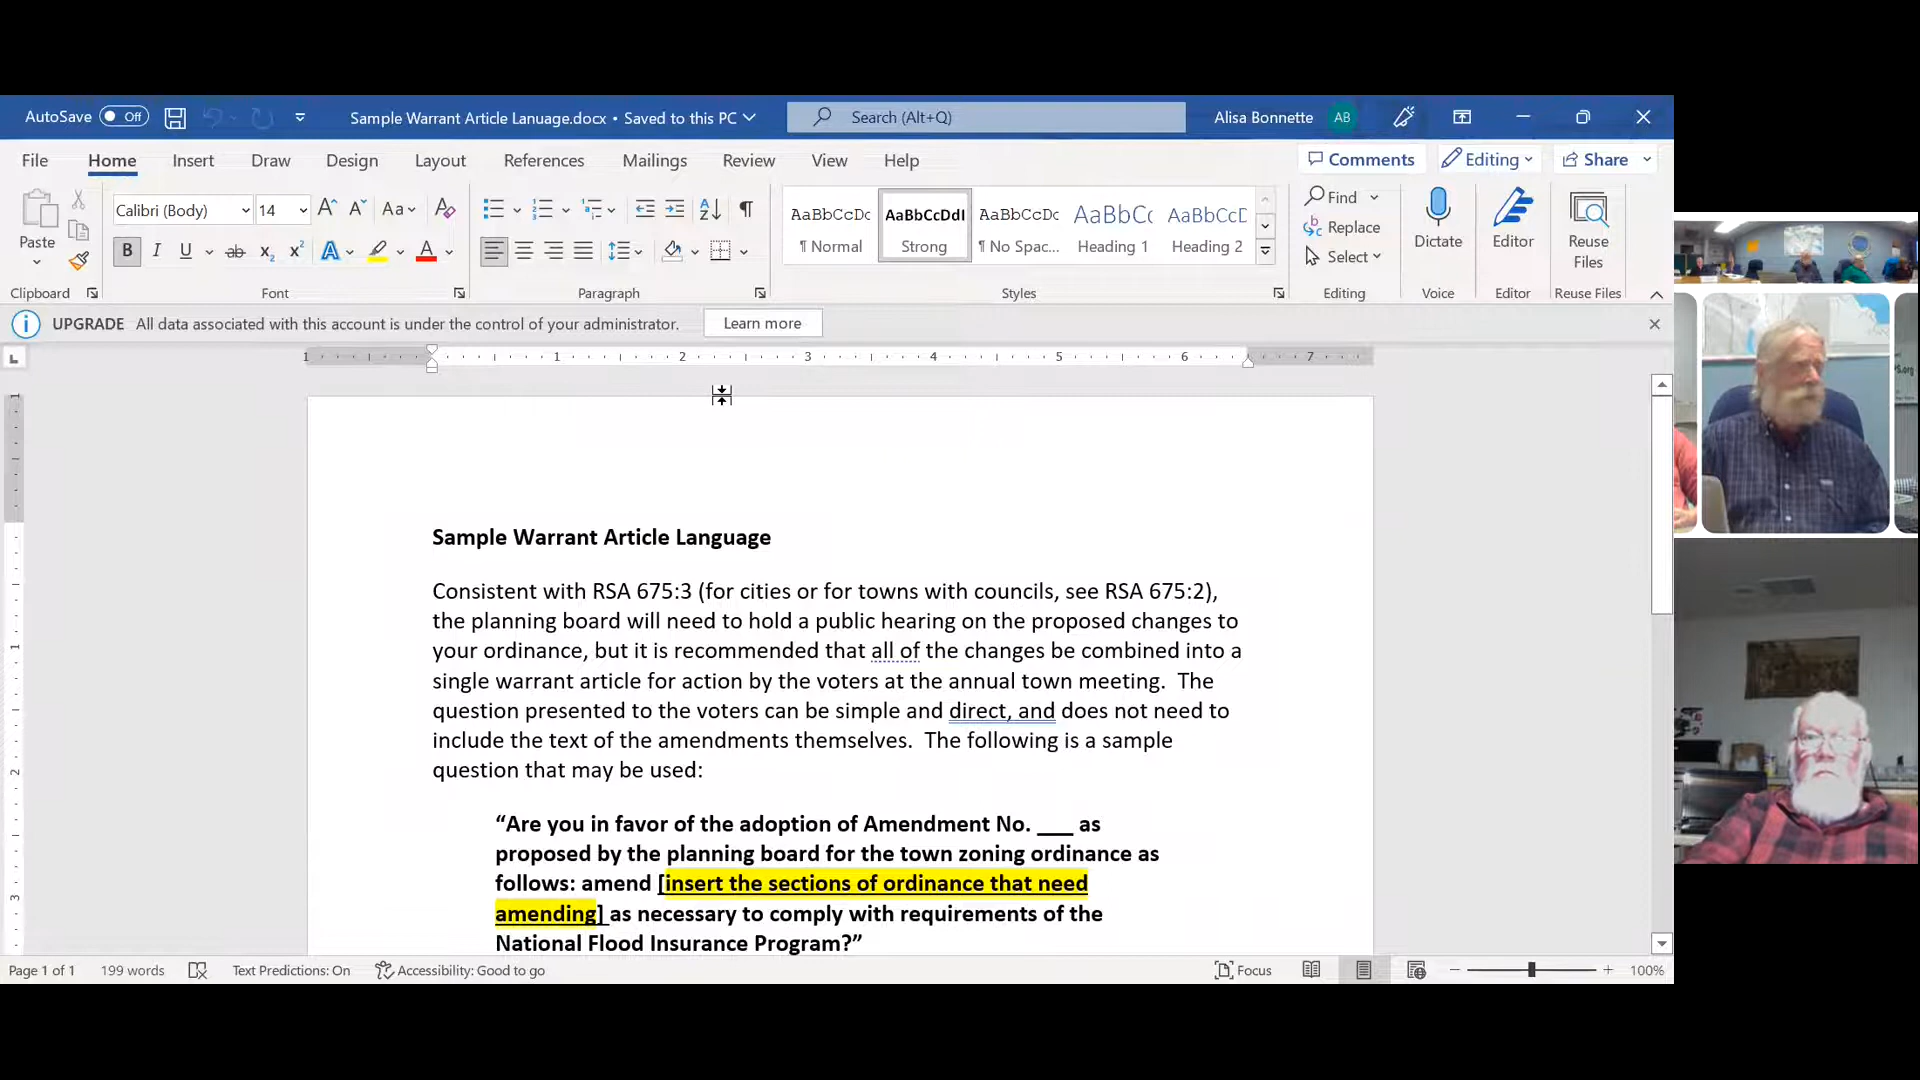 AutoSave Off
Sample Warrant Article Lanuage.docx • Saved to this PC
Search (Alt+Q)
Alisa Bonnette AB
File Home Insert Draw Design Layout References Mailings Review View Help
Comments Editing Share
Paste
Clipboard
Calibri (Body) 14
Font
Paragraph
AaBbCcDc AaBbCcDdI AaBbCcDc AaBbCc AaBbCcD
¶ Normal Strong ¶ No Spac... Heading 1 Heading 2
Styles
Find
Replace
Select
Editing
Dictate
Voice
Editor
Editor
Reuse
Files
Reuse Files
UPGRADE All data associated with this account is under the control of your administrator. Learn more
1 1 2 3 4 5 6 7
Sample Warrant Article Language
Consistent with RSA 675:3 (for cities or for towns with councils, see RSA 675:2),
the planning board will need to hold a public hearing on the proposed changes to
your ordinance, but it is recommended that all of the changes be combined into a
single warrant article for action by the voters at the annual town meeting.  The
question presented to the voters can be simple and direct, and does not need to
include the text of the amendments themselves.  The following is a sample
question that may be used:
“Are you in favor of the adoption of Amendment No. ___ as
proposed by the planning board for the town zoning ordinance as
follows: amend [insert the sections of ordinance that need
amending] as necessary to comply with requirements of the
National Flood Insurance Program?”
Page 1 of 1 199 words Text Predictions: On Accessibility: Good to go
Focus 100%